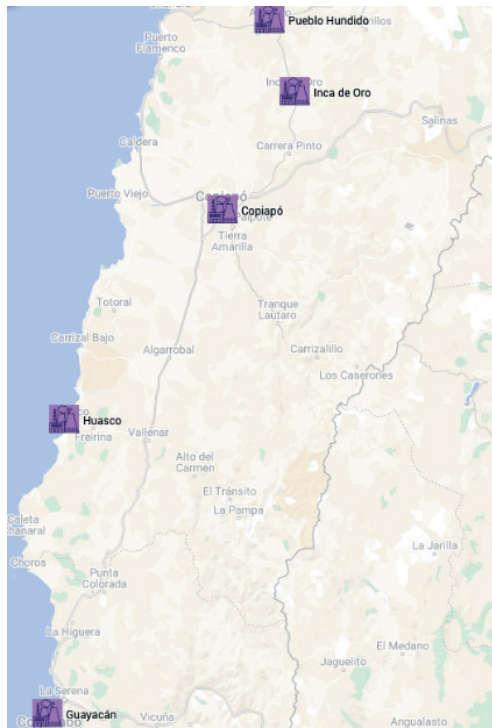 Pueblo Hundido
Puerto
Flamenco
Inca de Oro
Salinas
Caldera
Carrera Pinto
Puerto Viejo
Copiapó
Tierra
Amarilla
Totoral
Tranque
Lautaro
Carrizal Bajo
Algarrobal
Carrizalillo
Los Caserones
Huasco
Freirina
Vallenar
Alto del
Carmen
El Tránsito
La Pampa
Caleta
Chanaral
La Jarilla
Choros
Punta
Colorada
La Higuera
El Medano
Jaguelito
La Serena
Guayacán
Vicuña
Angualasto